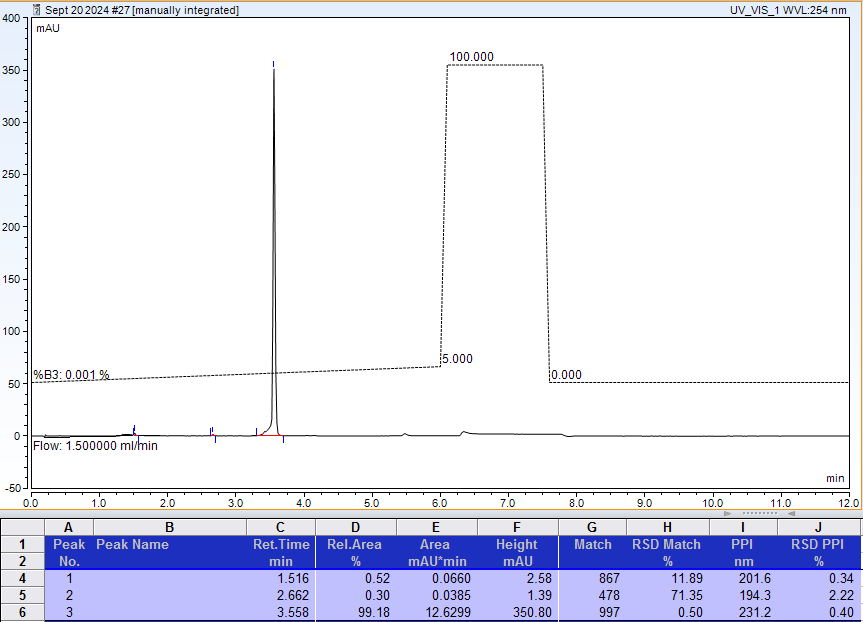 Sept 20 2024 #27 [manually integrated]
UV_VIS_1 WVL:254 nm
400
mAU
350
300
250
200
150
100
50
0
-50
100.000
5.000
%B3: 0.001 %
0.000
Flow: 1.500000 ml/min
min
0.0 1.0 2.0 3.0 4.0 5.0 6.0 7.0 8.0 9.0 10.0 11.0 12.0
A B C D E F G H I J
1 Peak Peak Name Ret.Time Rel.Area Area Height Match RSD Match PPI RSD PPI
2 No. min % mAU*min mAU % nm %
4 1 1.516 0.52 0.0660 2.58 867 11.89 201.6 0.34
5 2 2.662 0.30 0.0385 1.39 478 71.35 194.3 2.22
6 3 3.558 99.18 12.6299 350.80 997 0.50 231.2 0.40